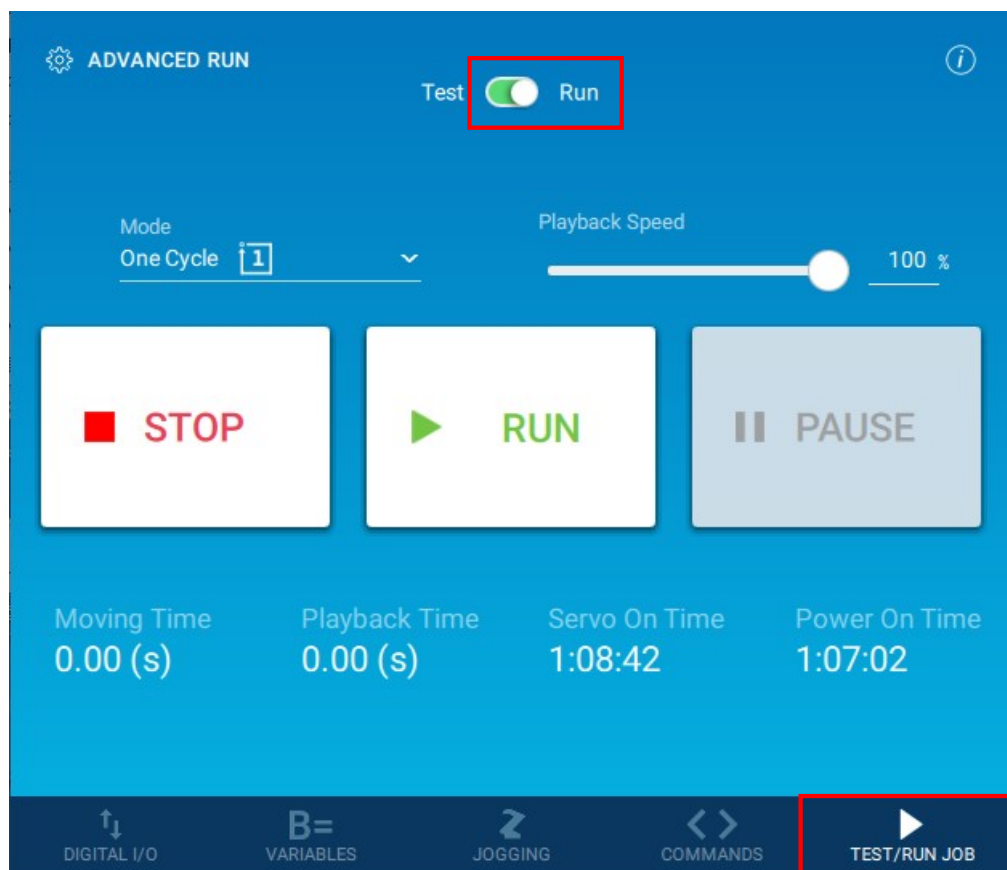 ADVANCED RUN
Test Run
Mode
One Cycle 1
Playback Speed
100 %
STOP
RUN
PAUSE
Moving Time Playback Time Servo On Time Power On Time
0.00 (s) 0.00 (s) 1:08:42 1:07:02
B=
DIGITAL I/O VARIABLES JOGGING COMMANDS TEST/RUN JOB